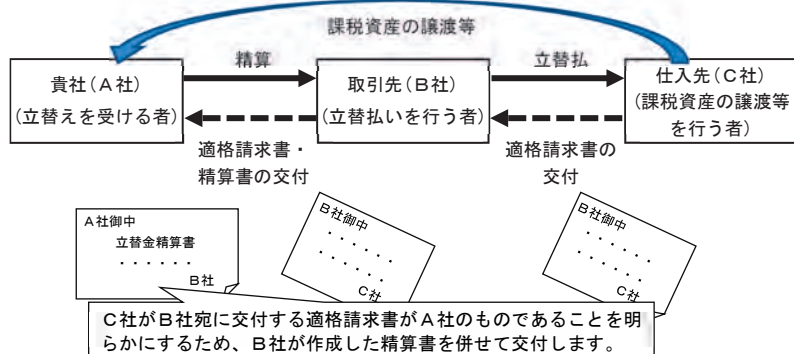 課税資産の譲渡等
精算
立替払
貴社(A社)
(立替えを受ける者)
取引先(B社)
(立替払いを行う者)
仕入先(C社)
(課税資産の譲渡等
を行う者)
適格請求書・
精算書の交付
適格請求書の
交付
A社御中
立替金精算書
・・・・・・
B社
B社御中
・・・・・・
・・・・・・
C社
B社御中
・・・・・・
・・・・・・
C社
C社がB社宛に交付する適格請求書がA社のものであることを明
らかにするため、B社が作成した精算書を併せて交付します。